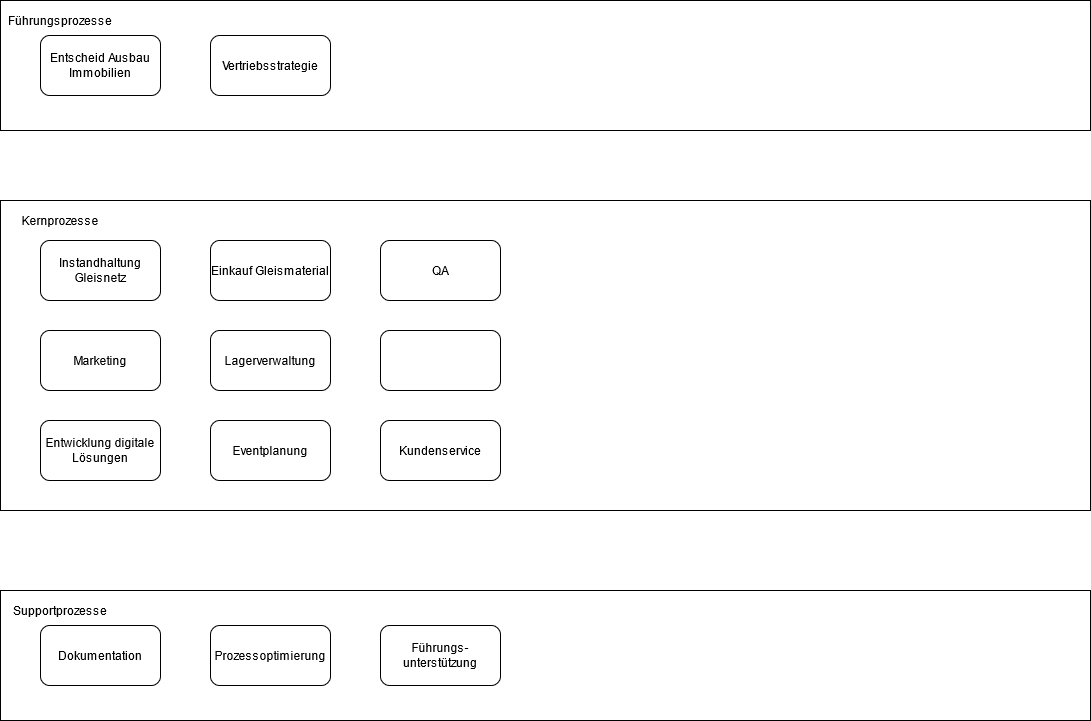 Führungsprozesse
Entscheid Ausbau
Immobilien
Vertriebsstrategie
Kernprozesse
Instandhaltung
Gleisnetz
Einkauf Gleismaterial
QA
Marketing
Lagerverwaltung
Entwicklung digitale
Lösungen
Eventplanung
Kundenservice
Supportprozesse
Dokumentation
Prozessoptimierung
Führungs-
unterstützung